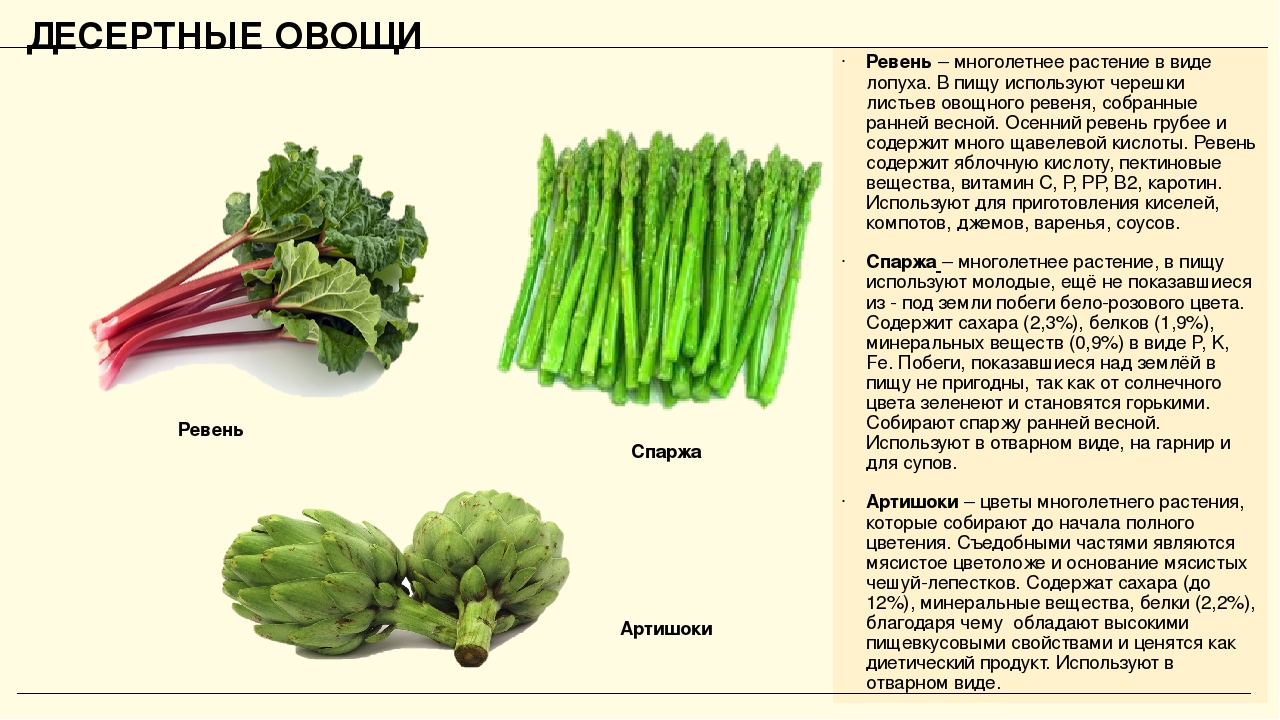 ДЕСЕРТНЫЕ ОВОЩИ
Ревень
Спаржа
Артишоки
· Ревень – многолетнее растение в виде
лопуха. В пищу используют черешки
листьев овощного ревеня, собранные
ранней весной. Осенний ревень грубее и
содержит много щавелевой кислоты. Ревень
содержит яблочную кислоту, пектиновые
вещества, витамин С, Р, РР, В2, каротин.
Используют для приготовления киселей,
компотов, джемов, варенья, соусов.
· Спаржа – многолетнее растение, в пищу
используют молодые, ещё не показавшиеся
из - под земли побеги бело-розового цвета.
Содержит сахара (2,3%), белков (1,9%),
минеральных веществ (0,9%) в виде P, K,
Fe. Побеги, показавшиеся над землёй в
пищу не пригодны, так как от солнечного
цвета зеленеют и становятся горькими.
Собирают спаржу ранней весной.
Используют в отварном виде, на гарнир и
для супов.
· Артишоки – цветы многолетнего растения,
которые собирают до начала полного
цветения. Съедобными частями являются
мясистое цветоложе и основание мясистых
чешуй-лепестков. Содержат сахара (до
12%), минеральные вещества, белки (2,2%),
благодаря чему обладают высокими
пищевкусовыми свойствами и ценятся как
диетический продукт. Используют в
отварном виде.